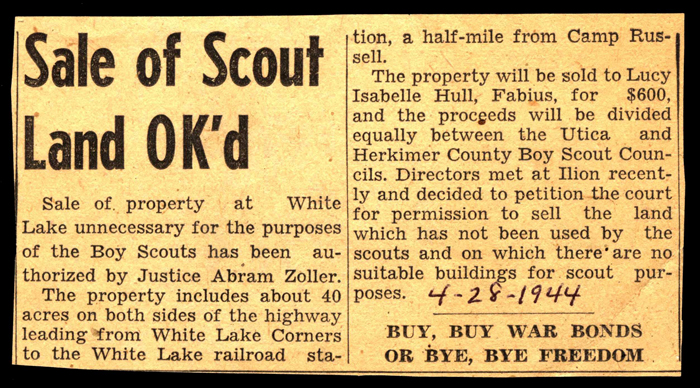 Sale of Scout
Land OK'd
Sale of property at White
Lake unnecessary for the purposes
of the Boy Scouts has been au-
thorized by Justice Abram Zoller.
The property includes about 40
acres on both sides of the highway
leading from White Lake Corners
to the White Lake railroad sta-
tion, a half-mile from Camp Rus-
sell.
The property will be sold to Lucy
Isabelle Hull, Fabius, for $600,
and the proceeds will be divided
equally between the Utica and
Herkimer County Boy Scout Coun-
cils. Directors met at Ilion recent-
ly and decided to petition the court
for permission to sell the land
which has not been used by the
scouts and on which there are no
suitable buildings for scout pur-
poses. 4-28-1944
BUY, BUY WAR BONDS
OR BYE, BYE FREEDOM